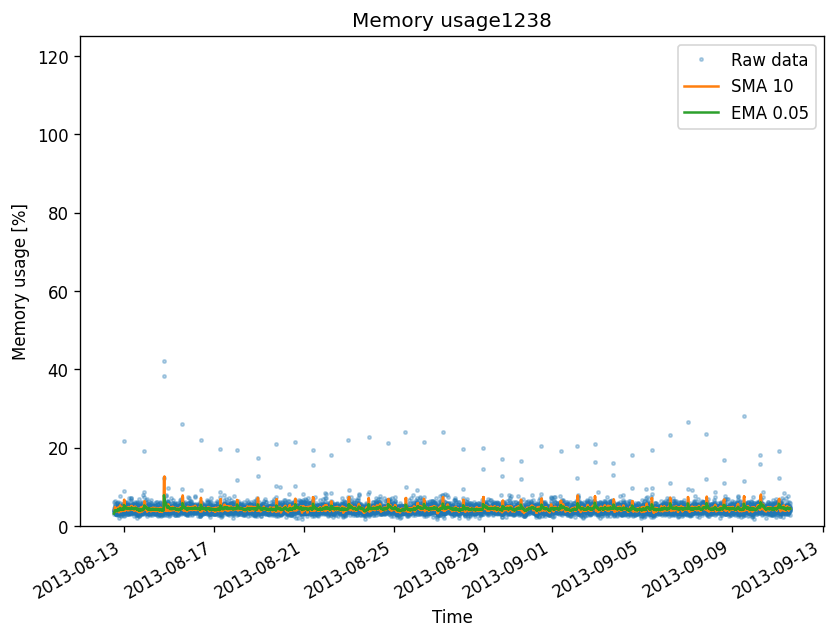 Memory usage1238
Raw data
SMA 10
EMA 0.05
Memory usage [%]
120
100
80
60
40
20
0
2013-08-13
2013-08-17
2013-08-21
2013-08-25
2013-08-29
2013-09-01
2013-09-05
2013-09-09
2013-09-13
Time